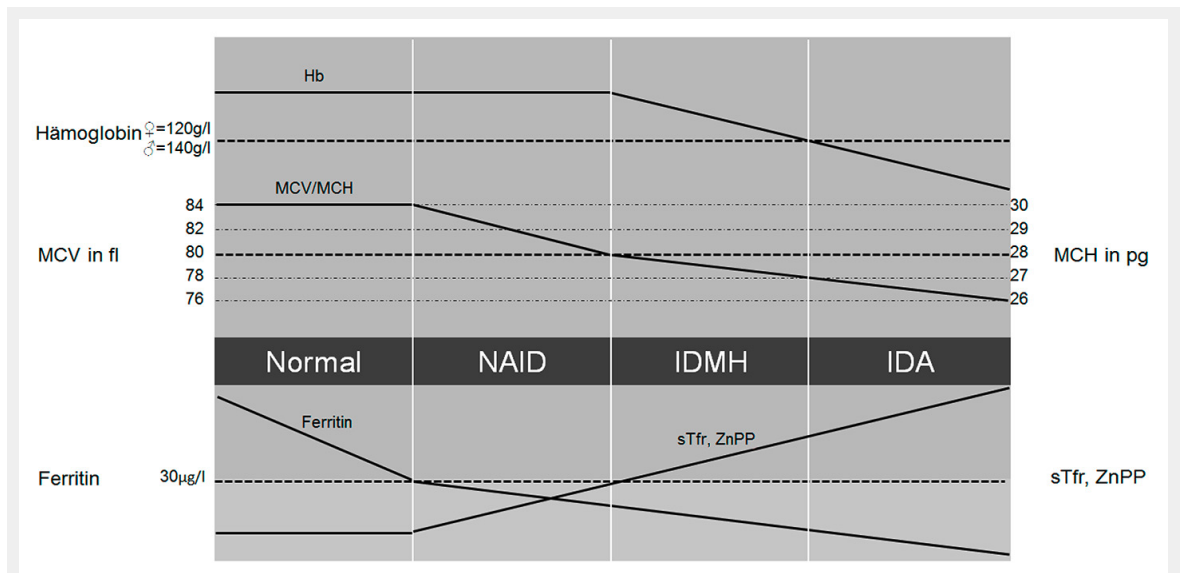 Hb
Hämoglobin ♀=120g/l
♂=140g/l
MCV/MCH
84 30
82 29
MCV in fl 80 28 MCH in pg
78 27
76 26
Normal NAID IDMH IDA
Ferritin
sTfr, ZnPP
Ferritin 30µg/l sTfr, ZnPP